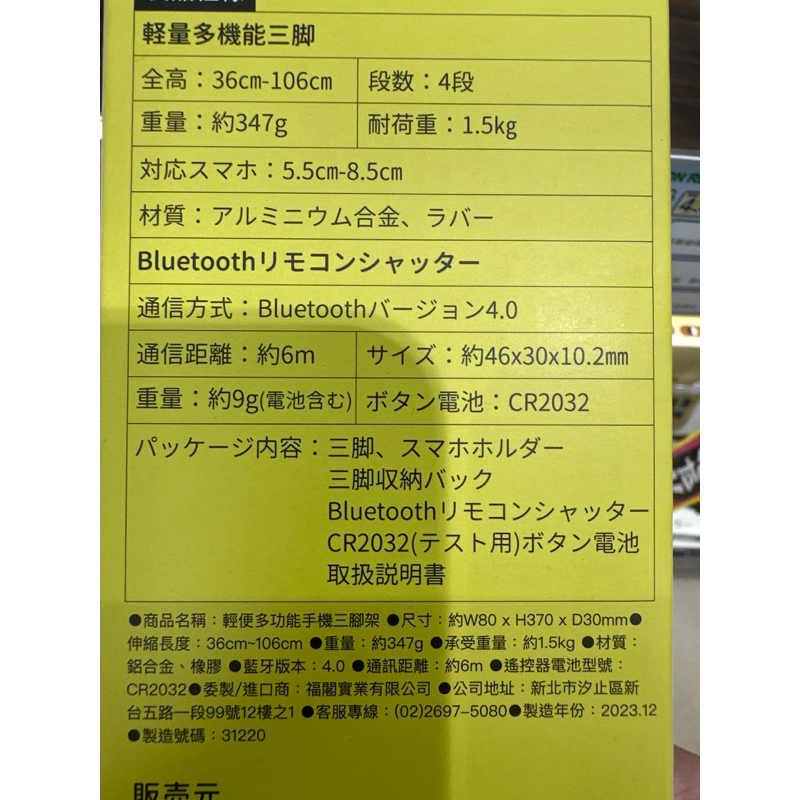 軽量多機能三脚
全高：36㎝-106㎝ 段数：4段
重量：約347g 耐荷重：1.5㎏
対応スマホ：5.5㎝-8.5㎝
材質：アルミニウム合金、ラバー
Bluetoothリモコンシャッター
通信方式：Bluetoothバージョン4.0
通信距離：約6m サイズ：約46x30x10.2㎜
重量：約9g(電池含む) ボタン電池：CR2032
パッケージ内容：三脚、スマホホルダー
三脚収納バック
Bluetoothリモコンシャッター
CR2032(テスト用)ボタン電池
取扱説明書
●商品名稱：輕便多功能手機三腳架 ●尺寸：約W80 x H370 x D30mm●
伸縮長度：36cm~106cm ●重量：約347g ●承受重量：約1.5kg ●材質：
鋁合金、橡膠 ●藍牙版本：4.0 ●通訊距離：約6m ●遙控器電池型號：
CR2032●委製/進口商：福閣實業有限公司 ●公司地址：新北市汐止區新
台五路一段99號12樓之1 ●客服專線：(02)2697-5080●製造年份：2023.12
●製造號碼：31220
販売元